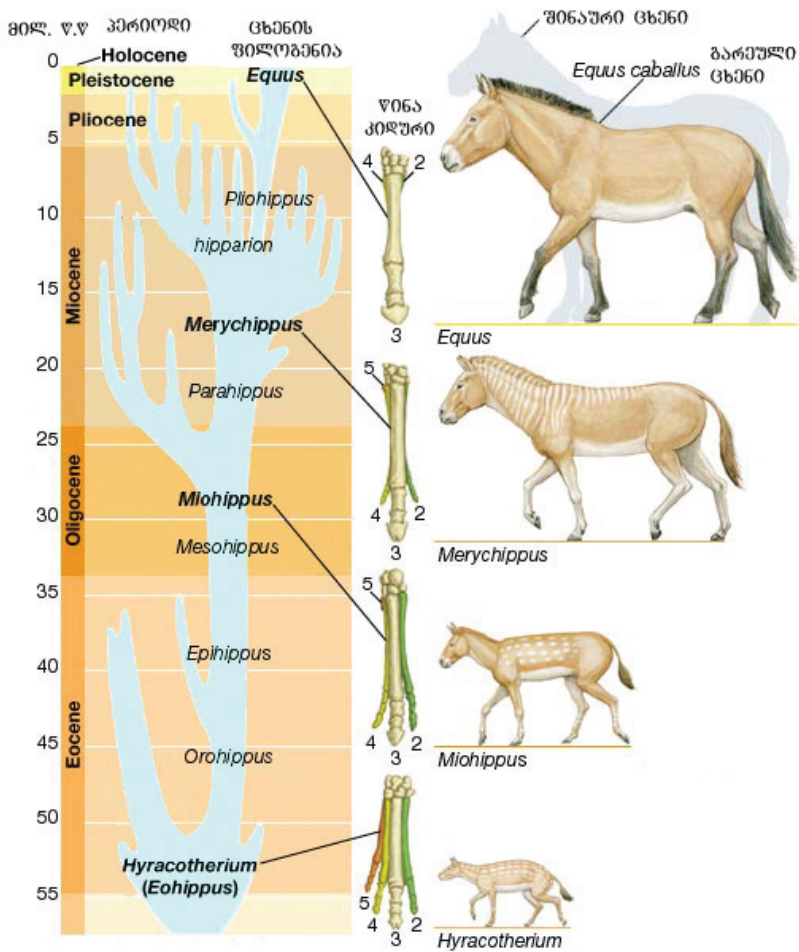 მილ. წ.წ
პერიოდი
ცხენის
ფილოგენია
0
Holocene
Pleistocene
Pliocene
5
10
15
Miocene
20
25
Oligocene
30
35
40
Eocene
45
50
55
Equus
Pliohippus
hipparion
Merychippus
Parahippus
Miohippus
Mesohippus
Epihippus
Orohippus
Hyracotherium
(Eohippus)
წინა
კიდური
4 2
3
5
4 2
3
5
4 2
3
5
4 2
3
შინაური ცხენი
Equus caballus
გარეული
ცხენი
Equus
Merychippus
Miohippus
Hyracotherium